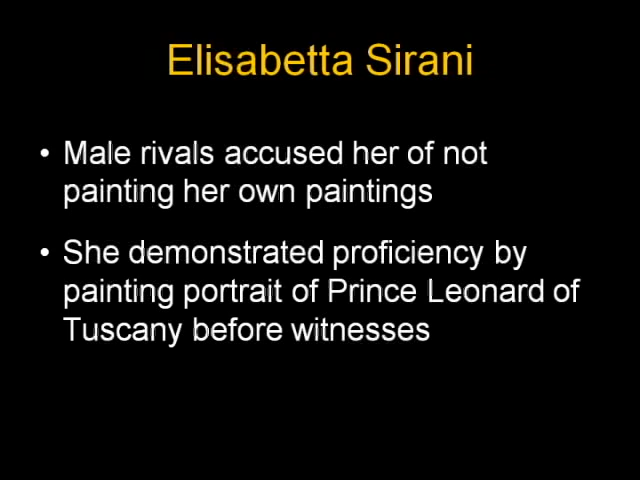 Elisabetta Sirani
• Male rivals accused her of not
painting her own paintings
• She demonstrated proficiency by
painting portrait of Prince Leonard of
Tuscany before witnesses